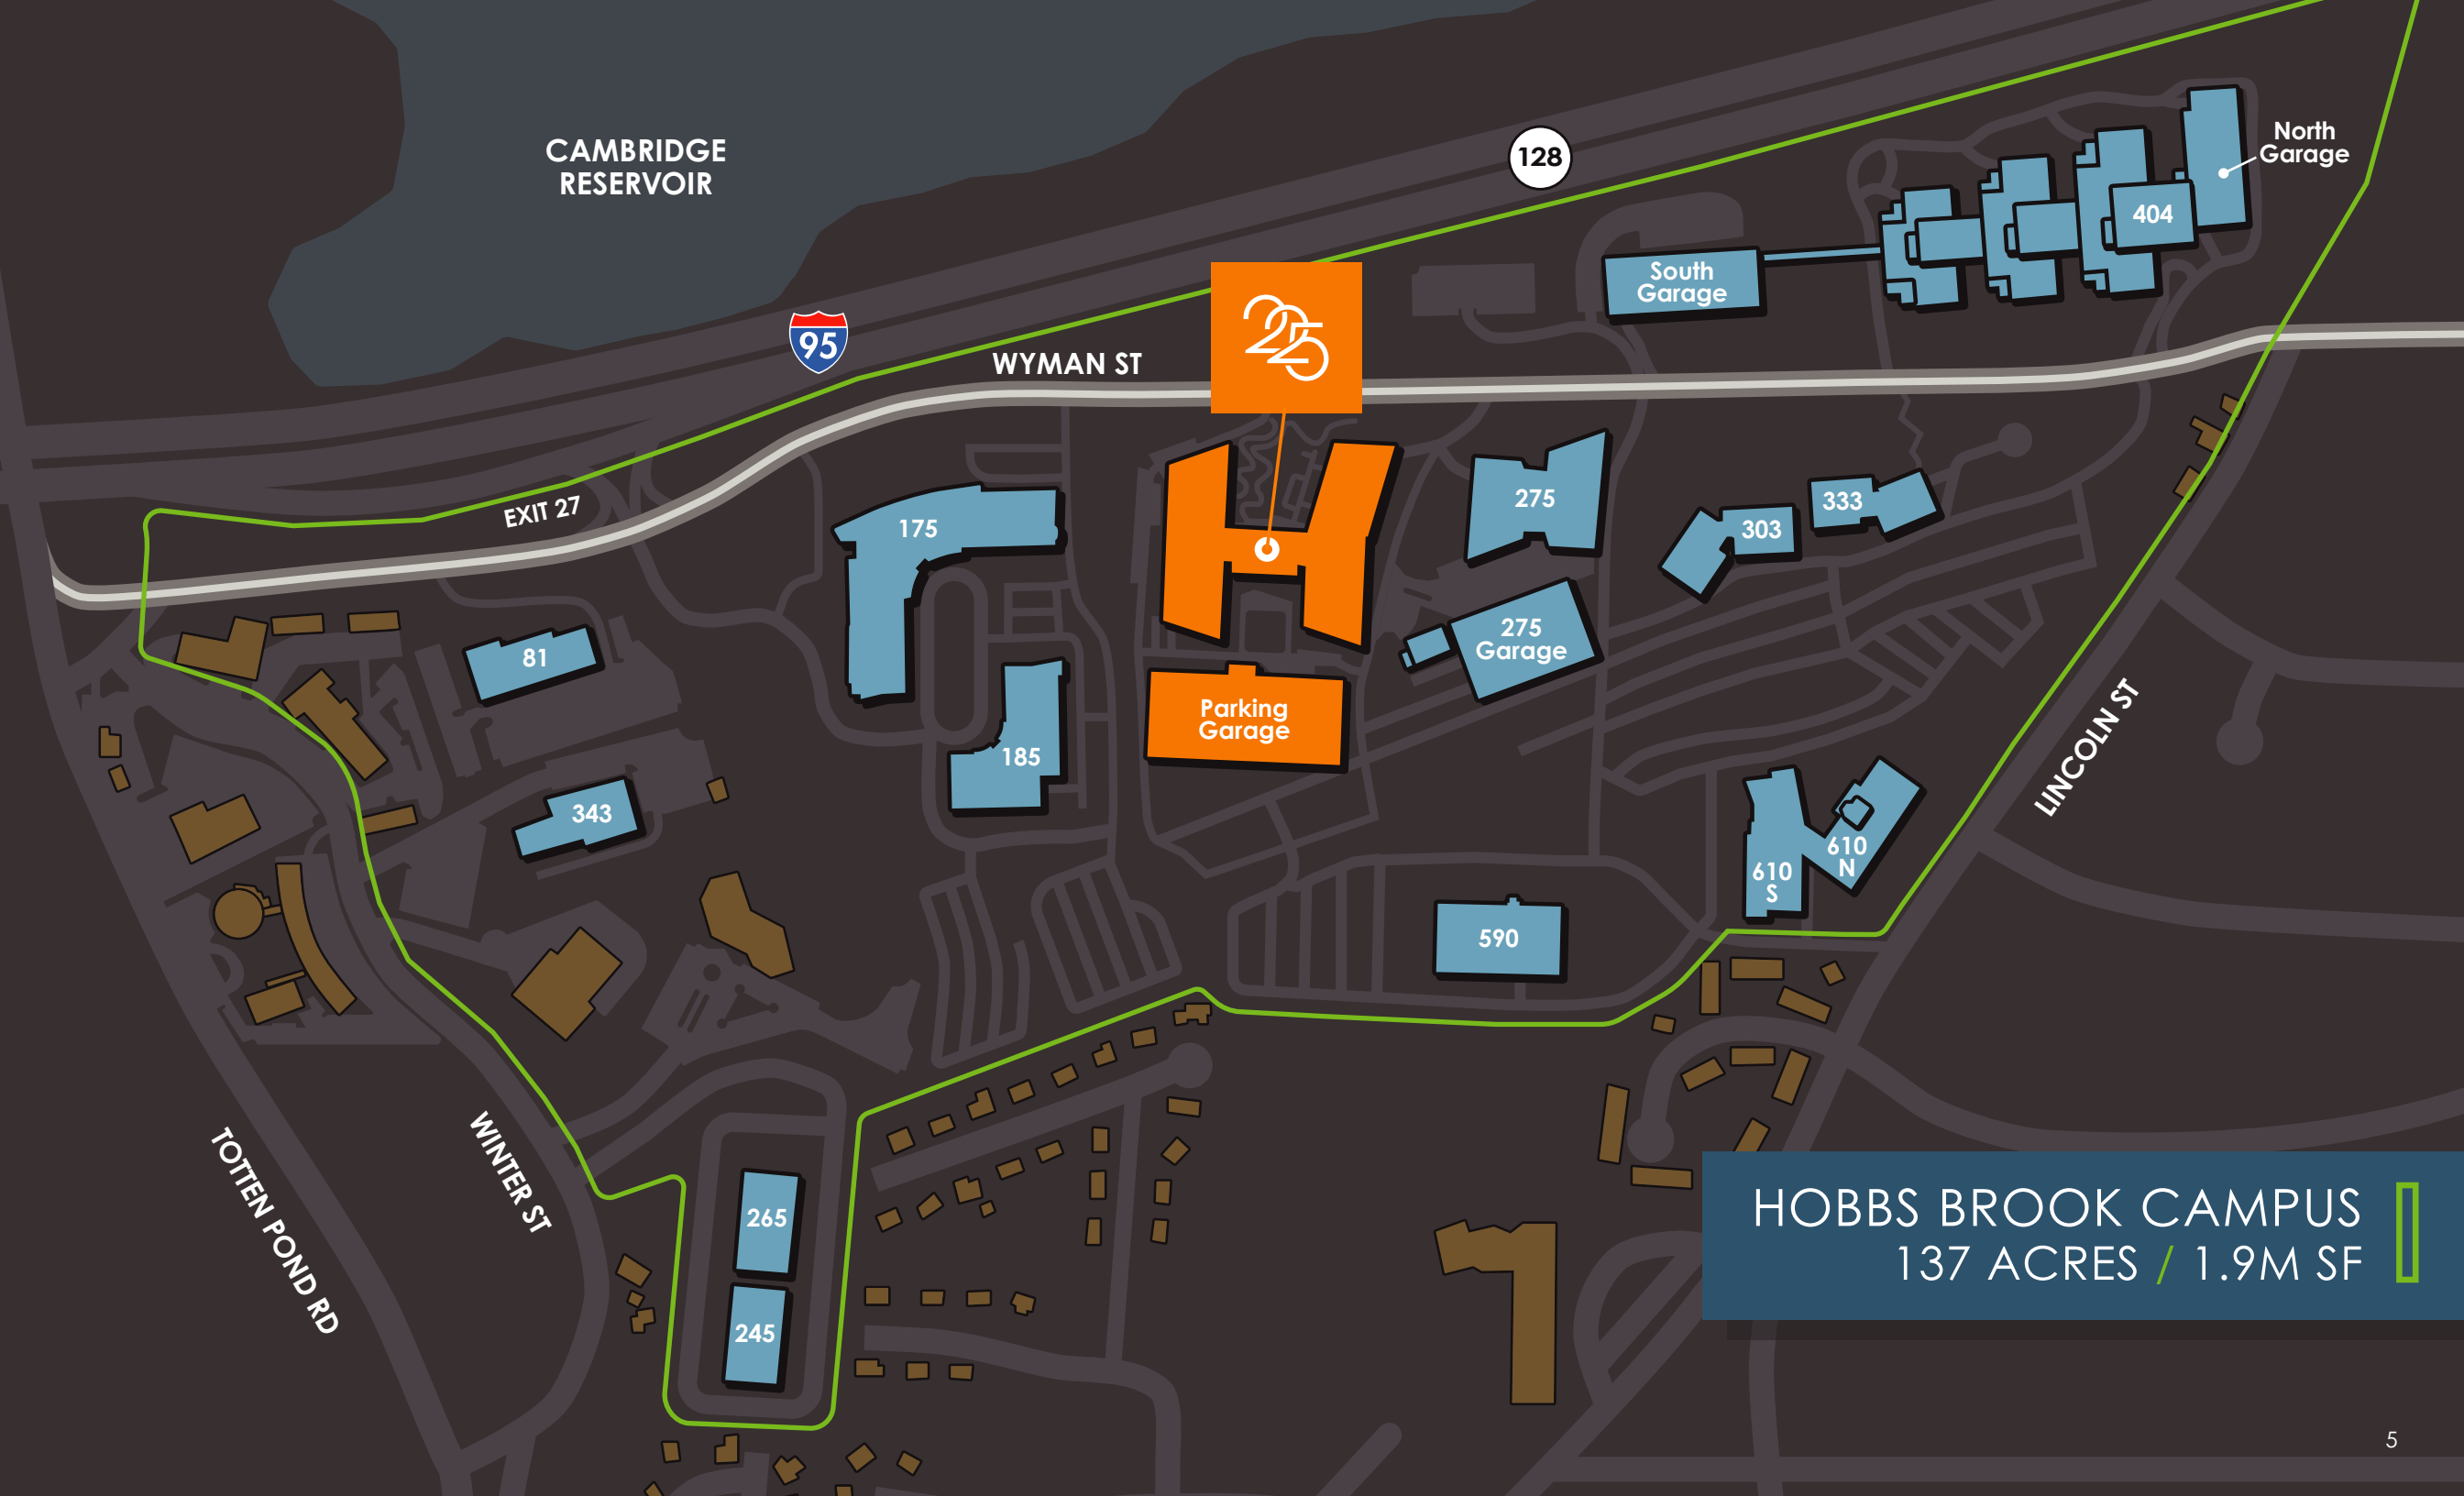 CAMBRIDGE
RESERVOIR
128
North
Garage
404
South
Garage
95
WYMAN ST
225
EXIT 27
175
275
333
303
81
275
Garage
Parking
Garage
185
343
LINCOLN ST
610
N
610
S
590
TOTTEN POND RD
WINTER ST
265
245
HOBBS BROOK CAMPUS
137 ACRES / 1.9M SF
5